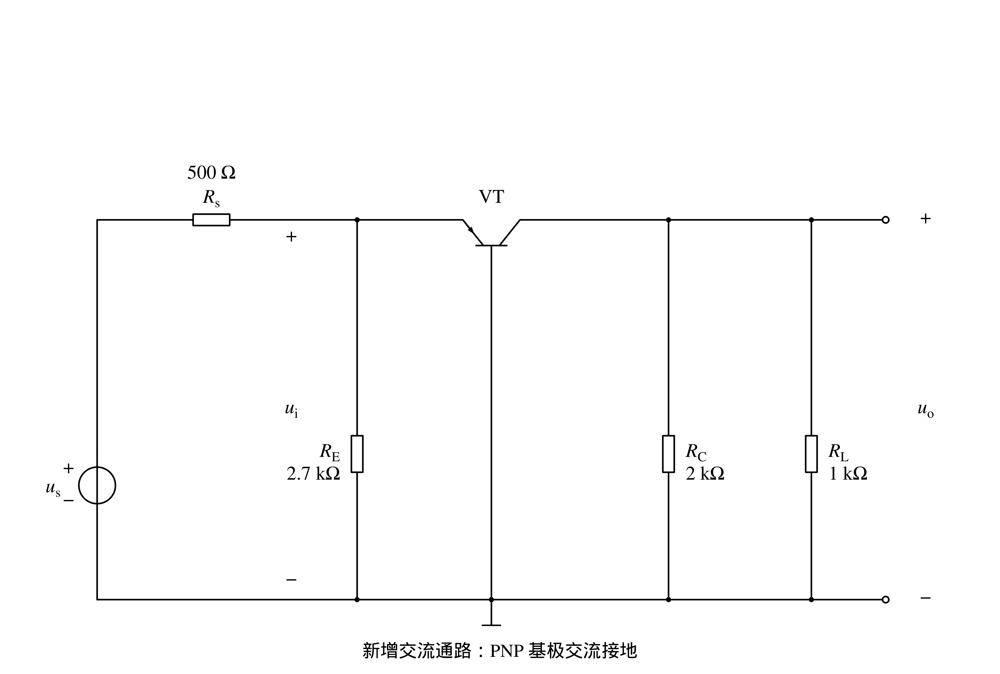 500 Ω
Rs
VT
+
+
ui
uo
RE
2.7 kΩ
RC
2 kΩ
RL
1 kΩ
+
us
−
−
−
新增交流通路：PNP 基极交流接地